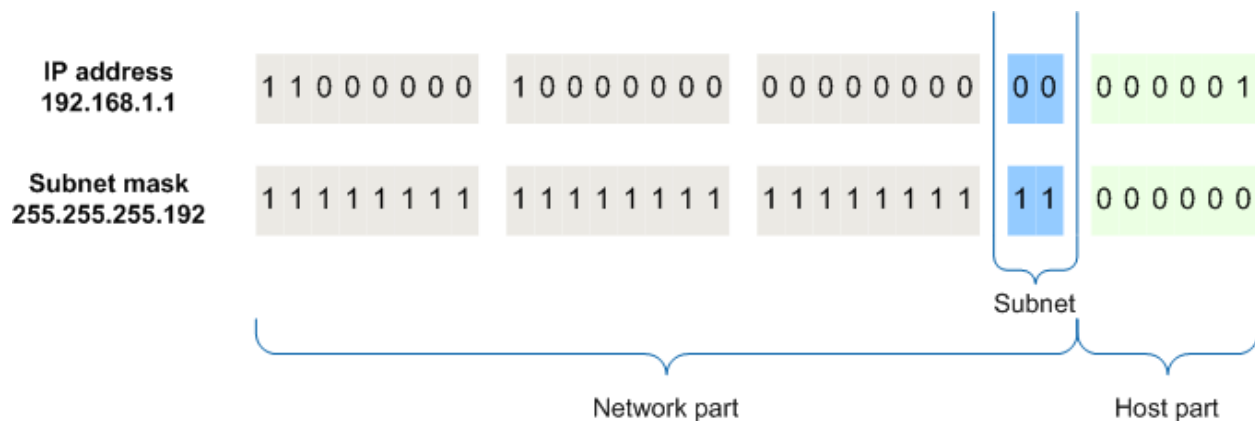 IP address
192.168.1.1
1 1 0 0 0 0 0 0 1 0 0 0 0 0 0 0 0 0 0 0 0 0 0 0 0 0 0 0 0 0 0 1
Subnet mask
255.255.255.192
1 1 1 1 1 1 1 1 1 1 1 1 1 1 1 1 1 1 1 1 1 1 1 1 1 1 0 0 0 0 0 0
Subnet
Network part
Host part